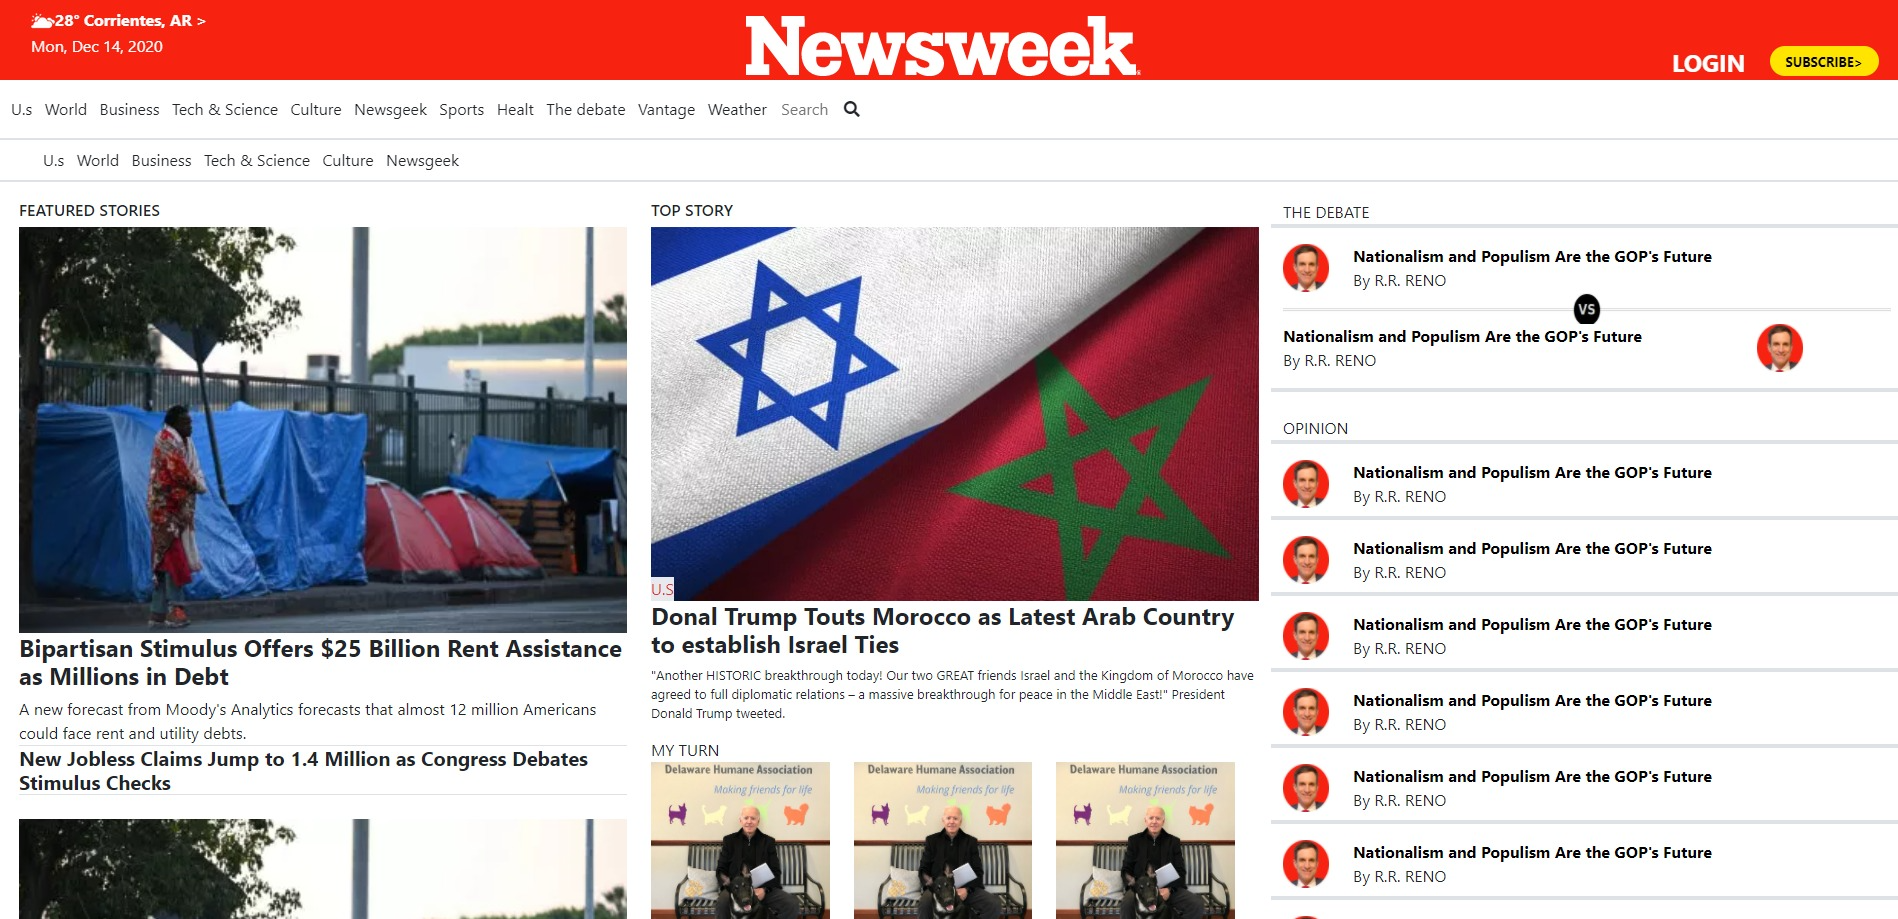 28° Corrientes, AR >
Mon, Dec 14, 2020
Newsweek
LOGIN
SUBSCRIBE>
U.s World Business Tech & Science Culture Newsgeek Sports Healt The debate Vantage Weather Search
U.s World Business Tech & Science Culture Newsgeek
FEATURED STORIES
Bipartisan Stimulus Offers $25 Billion Rent Assistance
as Millions in Debt
A new forecast from Moody's Analytics forecasts that almost 12 million Americans
could face rent and utility debts.
New Jobless Claims Jump to 1.4 Million as Congress Debates
Stimulus Checks
TOP STORY
U.S
Donal Trump Touts Morocco as Latest Arab Country
to establish Israel Ties
"Another HISTORIC breakthrough today! Our two GREAT friends Israel and the Kingdom of Morocco have
agreed to full diplomatic relations – a massive breakthrough for peace in the Middle East!" President
Donald Trump tweeted.
MY TURN
Delaware Humane Association
Making friends for life
Delaware Humane Association
Making friends for life
Delaware Humane Association
Making friends for life
THE DEBATE
Nationalism and Populism Are the GOP's Future
By R.R. RENO
VS
Nationalism and Populism Are the GOP's Future
By R.R. RENO
OPINION
Nationalism and Populism Are the GOP's Future
By R.R. RENO
Nationalism and Populism Are the GOP's Future
By R.R. RENO
Nationalism and Populism Are the GOP's Future
By R.R. RENO
Nationalism and Populism Are the GOP's Future
By R.R. RENO
Nationalism and Populism Are the GOP's Future
By R.R. RENO
Nationalism and Populism Are the GOP's Future
By R.R. RENO